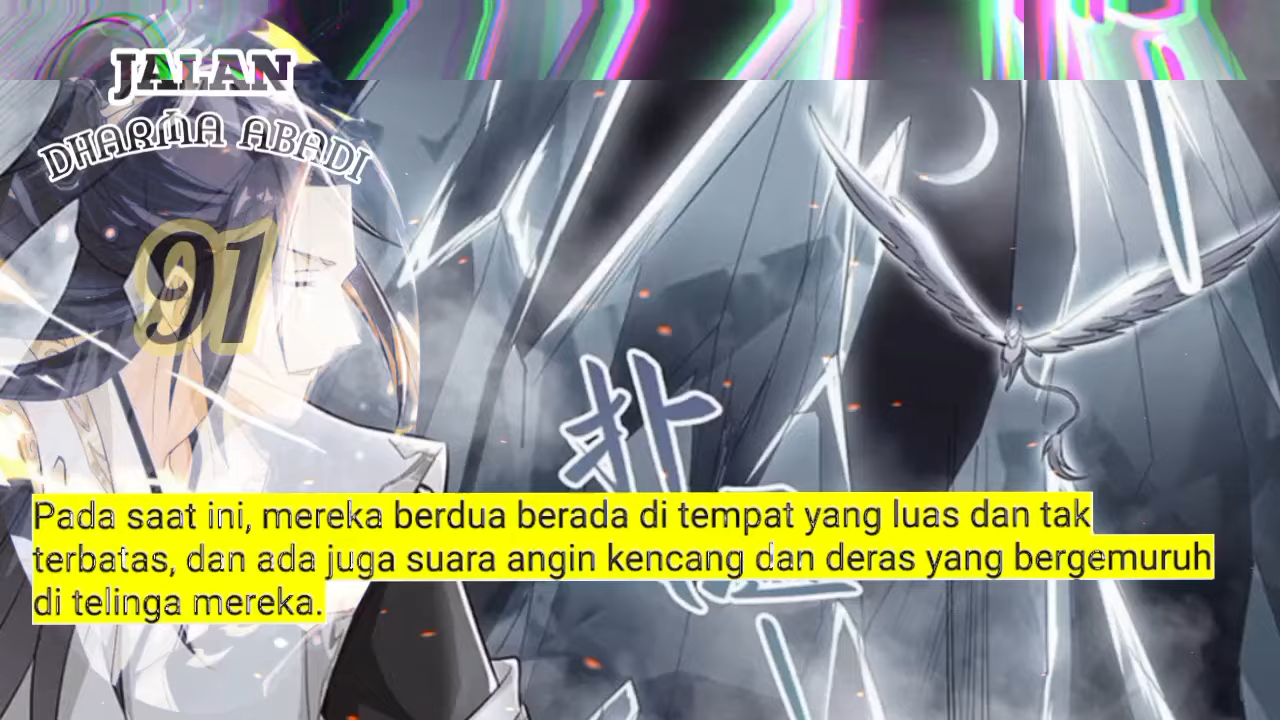 JALAN
DHARMA ABADI
91
Pada saat ini, mereka berdua berada di tempat yang luas dan tak
terbatas, dan ada juga suara angin kencang dan deras yang bergemuruh
di telinga mereka.